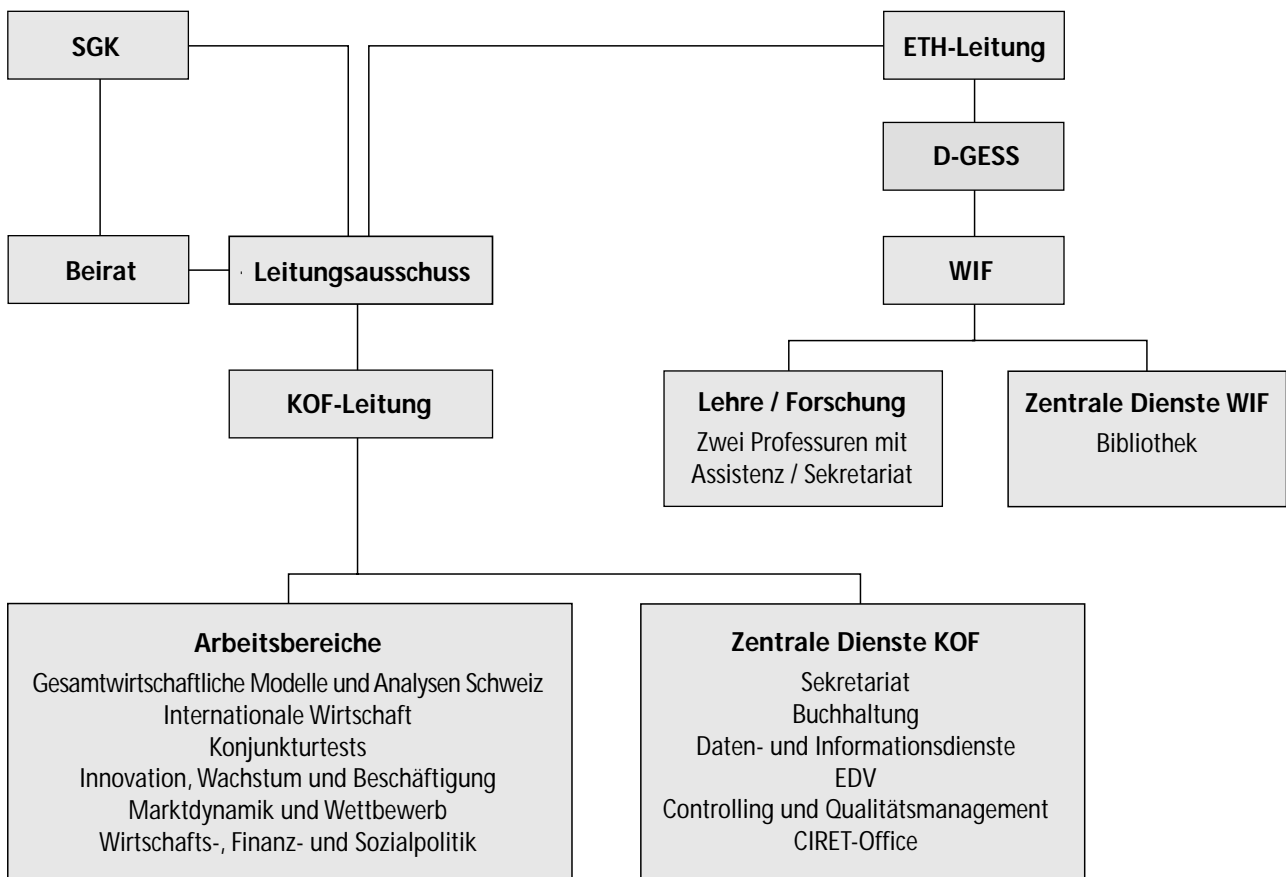 SGK
ETH-Leitung
D-GESS
Beirat
Leitungsausschuss
WIF
KOF-Leitung
Lehre / Forschung
Zwei Professuren mit
Assistenz / Sekretariat
Zentrale Dienste WIF
Bibliothek
Arbeitsbereiche
Gesamtwirtschaftliche Modelle und Analysen Schweiz
Internationale Wirtschaft
Konjunkturtests
Innovation, Wachstum und Beschäftigung
Marktdynamik und Wettbewerb
Wirtschafts-, Finanz- und Sozialpolitik
Zentrale Dienste KOF
Sekretariat
Buchhaltung
Daten- und Informationsdienste
EDV
Controlling und Qualitätsmanagement
CIRET-Office